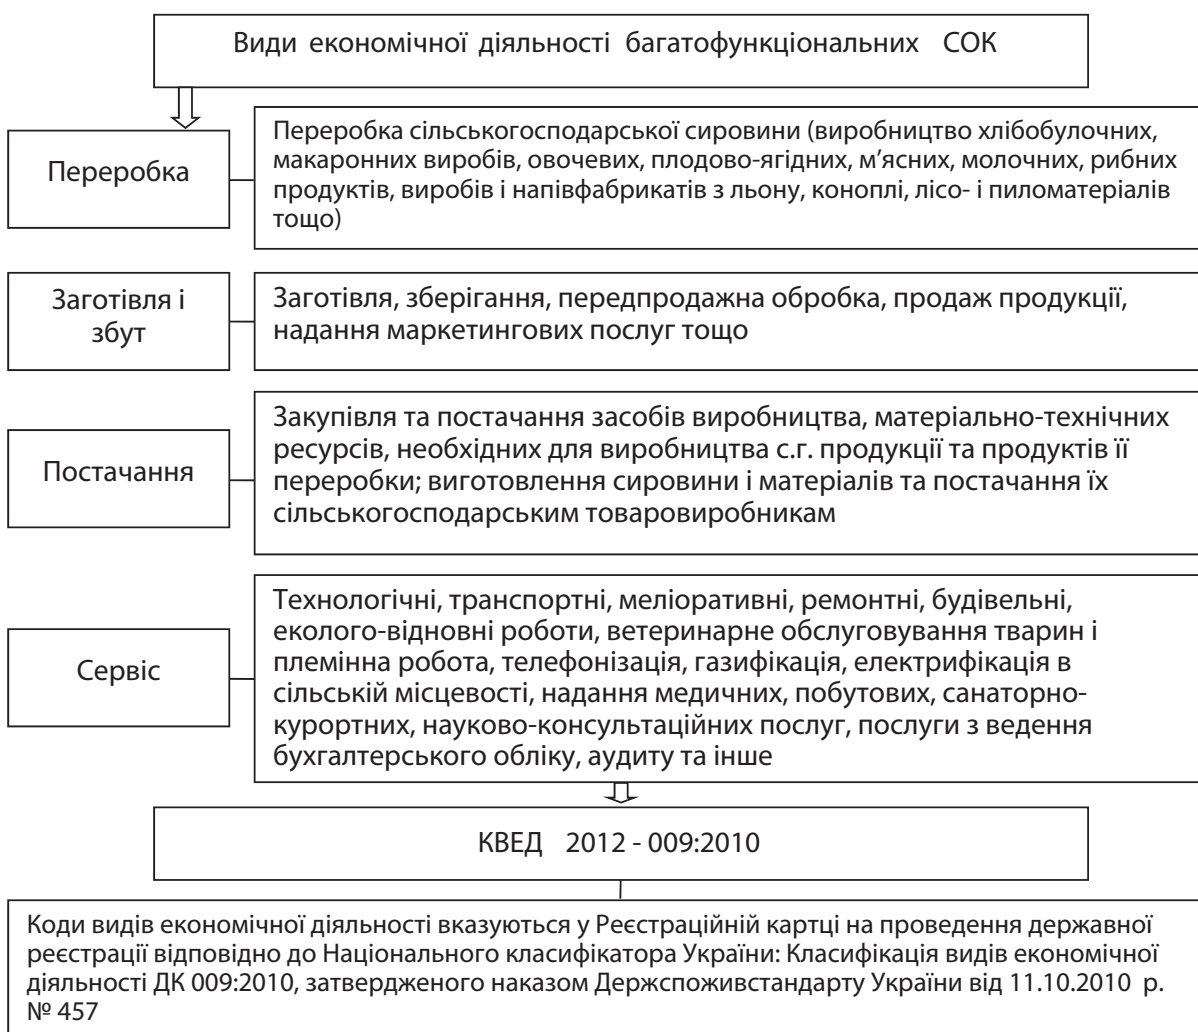 Види економічної діяльності багатофункціональних СОК
Переробка
Переробка сільськогосподарської сировини (виробництво хлібобулочних,
макаронних виробів, овочевих, плодово-ягідних, м’ясних, молочних, рибних
продуктів, виробів і напівфабрикатів з льону, коноплі, лісо- і пиломатеріалів
тощо)
Заготівля і
збут
Заготівля, зберігання, передпродажна обробка, продаж продукції,
надання маркетингових послуг тощо
Постачання
Закупівля та постачання засобів виробництва, матеріально-технічних
ресурсів, необхідних для виробництва с.г. продукції та продуктів її
переробки; виготовлення сировини і матеріалів та постачання їх
сільськогосподарським товаровиробникам
Сервіс
Технологічні, транспортні, меліоративні, ремонтні, будівельні,
еколого-відновні роботи, ветеринарне обслуговування тварин і
племінна робота, телефонізація, газифікація, електрифікація в
сільській місцевості, надання медичних, побутових, санаторно-
курортних, науково-консультаційних послуг, послуги з ведення
бухгалтерського обліку, аудиту та інше
КВЕД 2012 - 009:2010
Коди видів економічної діяльності вказуються у Реєстраційній картці на проведення державної
реєстрації відповідно до Національного класифікатора України: Класифікація видів економічної
діяльності ДК 009:2010, затвердженого наказом Держспоживстандарту України від 11.10.2010 р.
№ 457